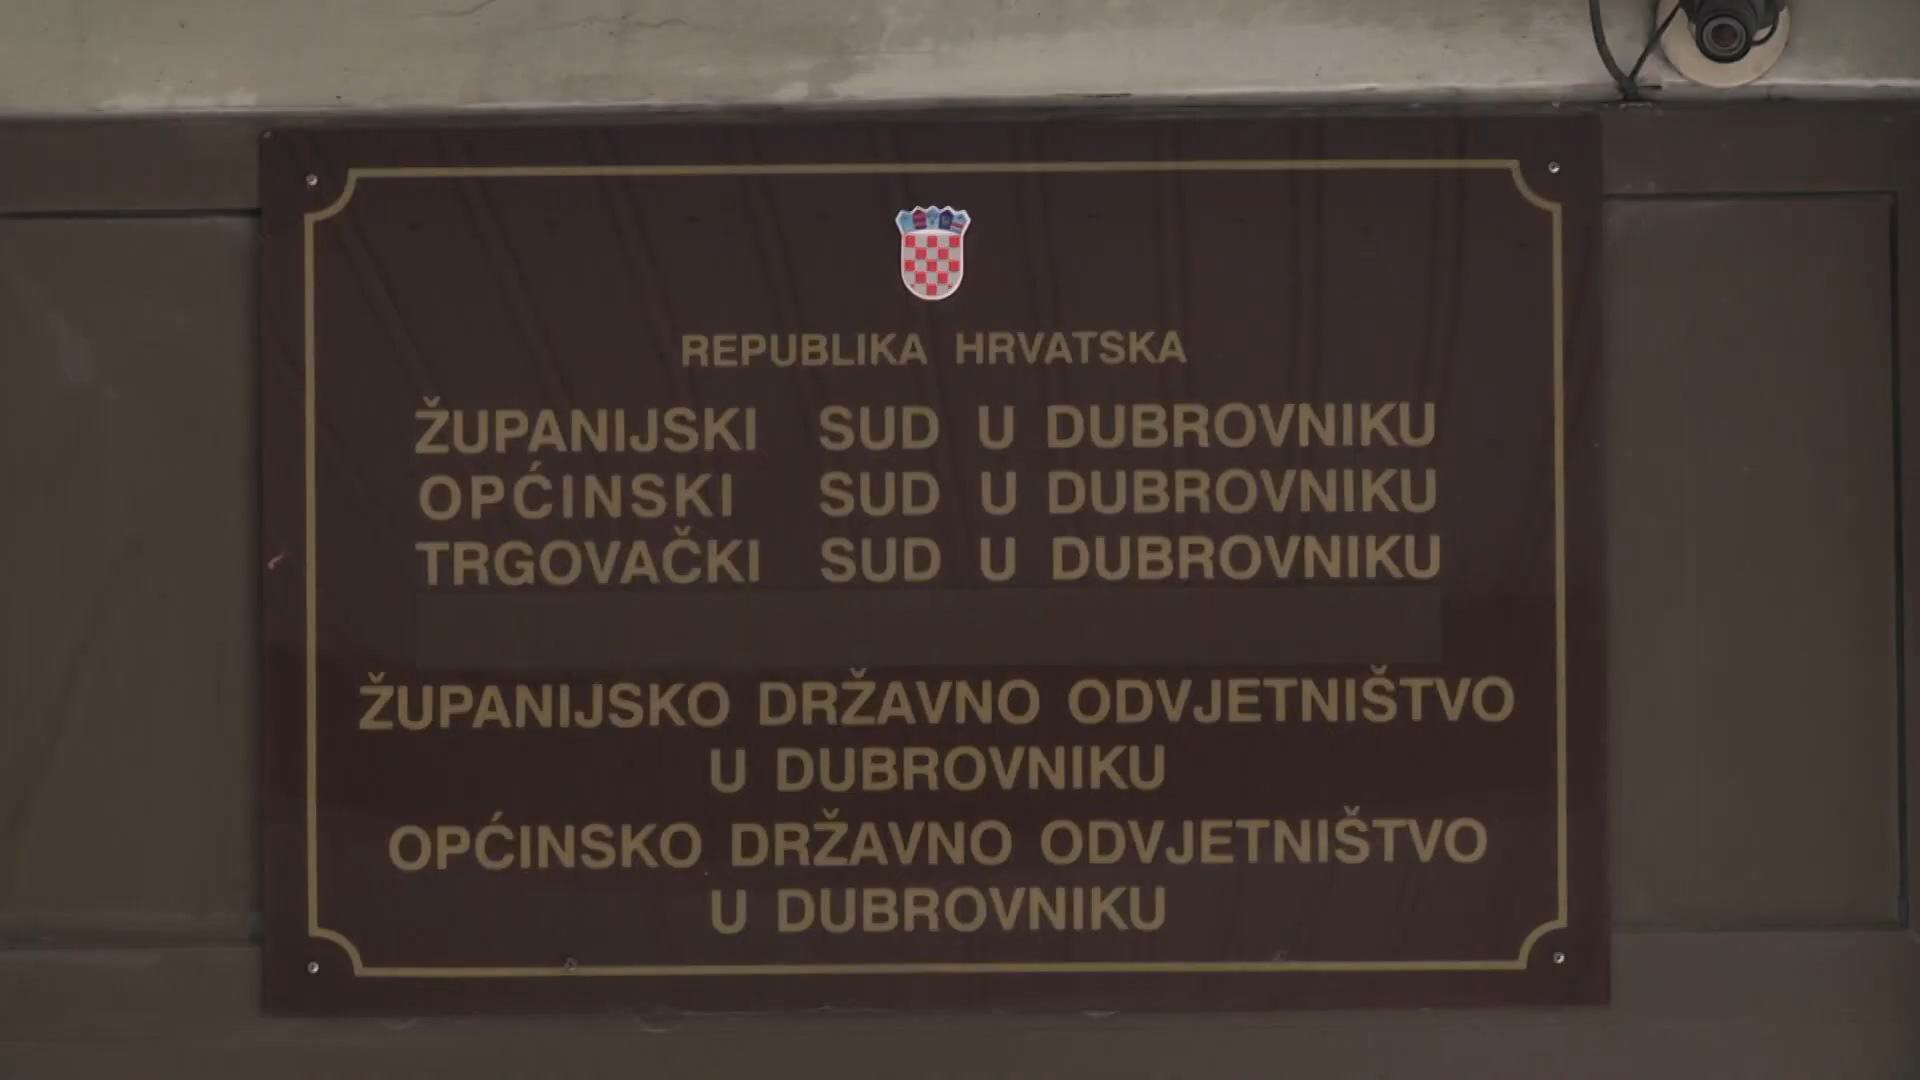 REPUBLIKA HRVATSKA
ŽUPANIJSKI SUD U DUBROVNIKU
OPĆINSKI SUD U DUBROVNIKU
TRGOVAČKI SUD U DUBROVNIKU
ŽUPANIJSKO DRŽAVNO ODVJETNIŠTVO
U DUBROVNIKU
OPĆINSKO DRŽAVNO ODVJETNIŠTVO
U DUBROVNIKU